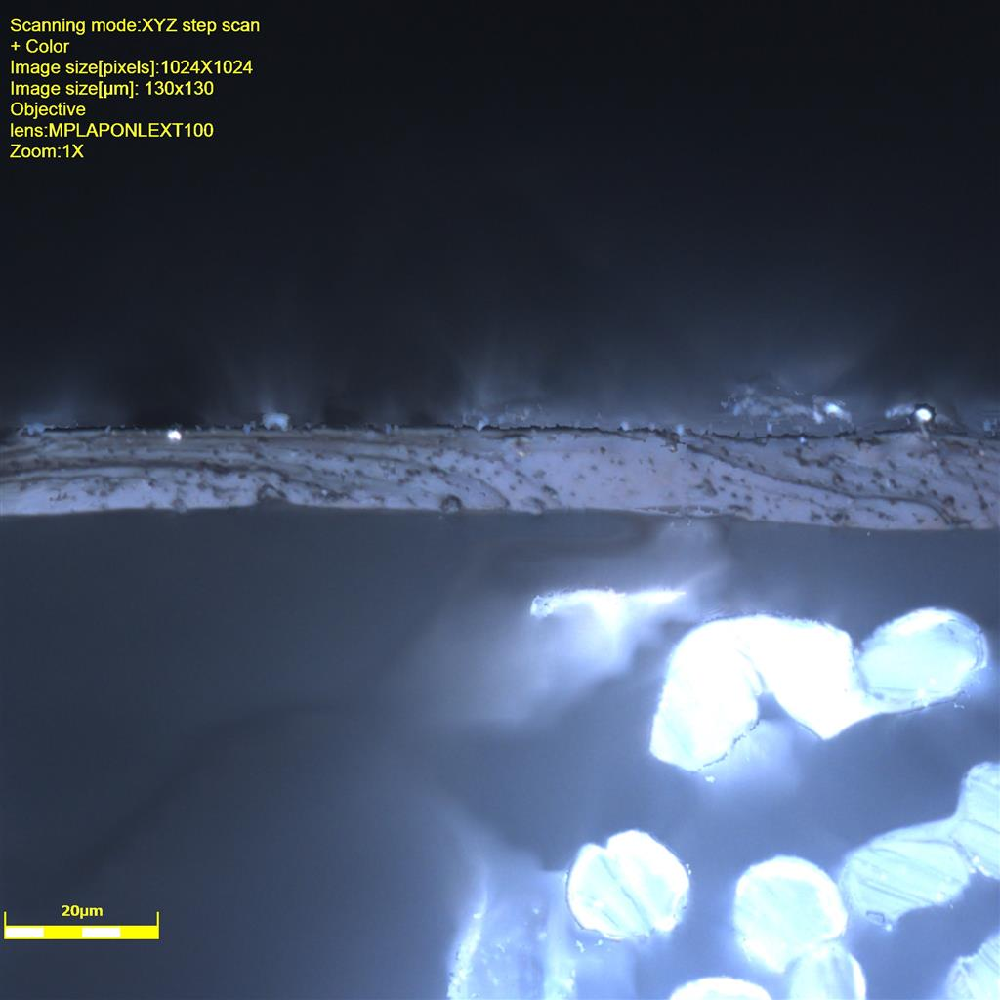 Scanning mode:XYZ step scan
+ Color
Image size[pixels]:1024X1024
Image size[µm]: 130x130
Objective
lens:MPLAPONLEXT100
Zoom:1X
20µm